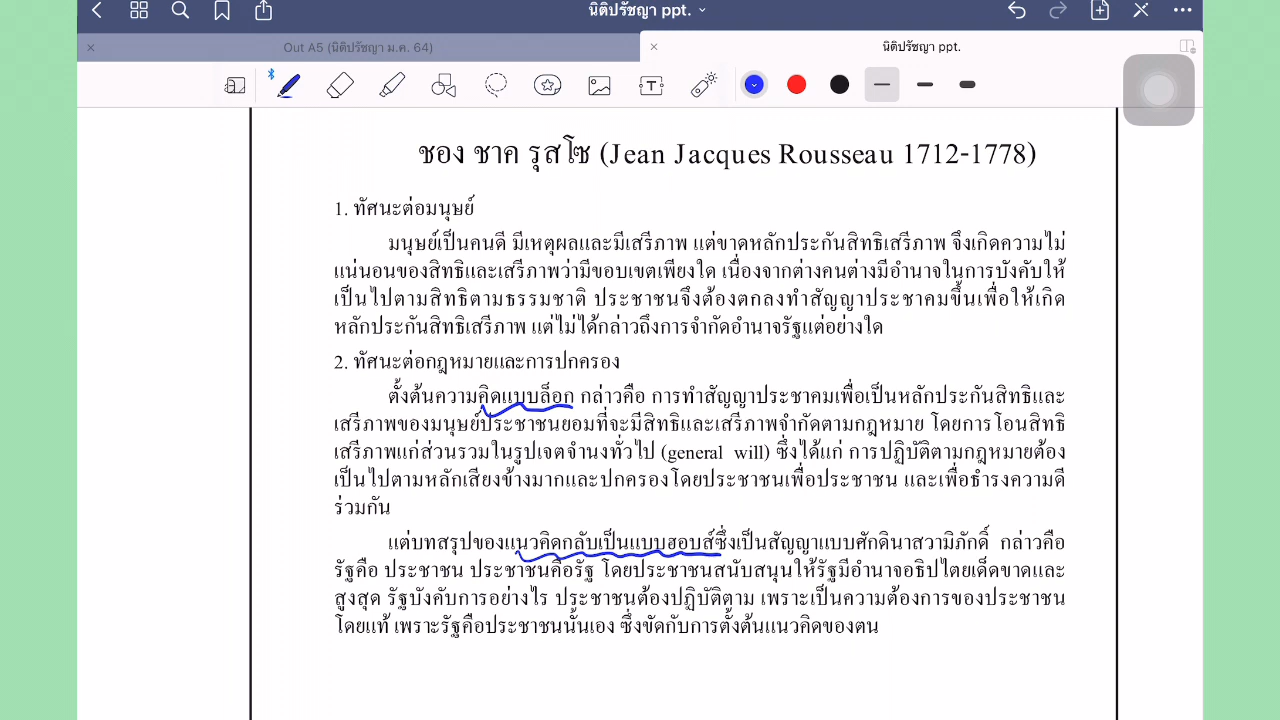 นิติปรัชญา ppt.
Out A5 (นิติปรัชญา ม.ค. 64)
นิติปรัชญา ppt.
ชอง ชาค รุสโซ (Jean Jacques Rousseau 1712-1778)
1. ทัศนะต่อมนุษย์
มนุษย์เป็นคนดี มีเหตุผลและมีเสรีภาพ แต่ขาดหลักประกันสิทธิเสรีภาพ จึงเกิดความไม่
แน่นอนของสิทธิและเสรีภาพว่ามีขอบเขตเพียงใด เนื่องจากต่างคนต่างมีอำนาจในการบังคับให้
เป็นไปตามสิทธิตามธรรมชาติ ประชาชนจึงต้องตกลงทำสัญญาประชาคมขึ้นเพื่อให้เกิด
หลักประกันสิทธิเสรีภาพ แต่ไม่ได้กล่าวถึงการจำกัดอำนาจรัฐแต่อย่างใด
2. ทัศนะต่อกฎหมายและการปกครอง
ตั้งต้นความคิดแบบล็อก กล่าวคือ การทำสัญญาประชาคมเพื่อเป็นหลักประกันสิทธิและ
เสรีภาพของมนุษย์ประชาชนยอมที่จะมีสิทธิและเสรีภาพจำกัดตามกฎหมาย โดยการโอนสิทธิ
เสรีภาพแก่ส่วนรวมในรูปเจตจำนงทั่วไป (general will) ซึ่งได้แก่ การปฏิบัติตามกฎหมายต้อง
เป็นไปตามหลักเสียงข้างมากและปกครองโดยประชาชนเพื่อประชาชน และเพื่อธำรงความดี
ร่วมกัน
แต่บทสรุปของแนวคิดกลับเป็นแบบฮอบส์ซึ่งเป็นสัญญาแบบศักดินาสวามิภักดิ์ กล่าวคือ
รัฐคือ ประชาชน ประชาชนคือรัฐ โดยประชาชนสนับสนุนให้รัฐมีอำนาจอธิปไตยเด็ดขาดและ
สูงสุด รัฐบังคับการอย่างไร ประชาชนต้องปฏิบัติตาม เพราะเป็นความต้องการของประชาชน
โดยแท้ เพราะรัฐคือประชาชนนั้นเอง ซึ่งขัดกับการตั้งต้นแนวคิดของตน